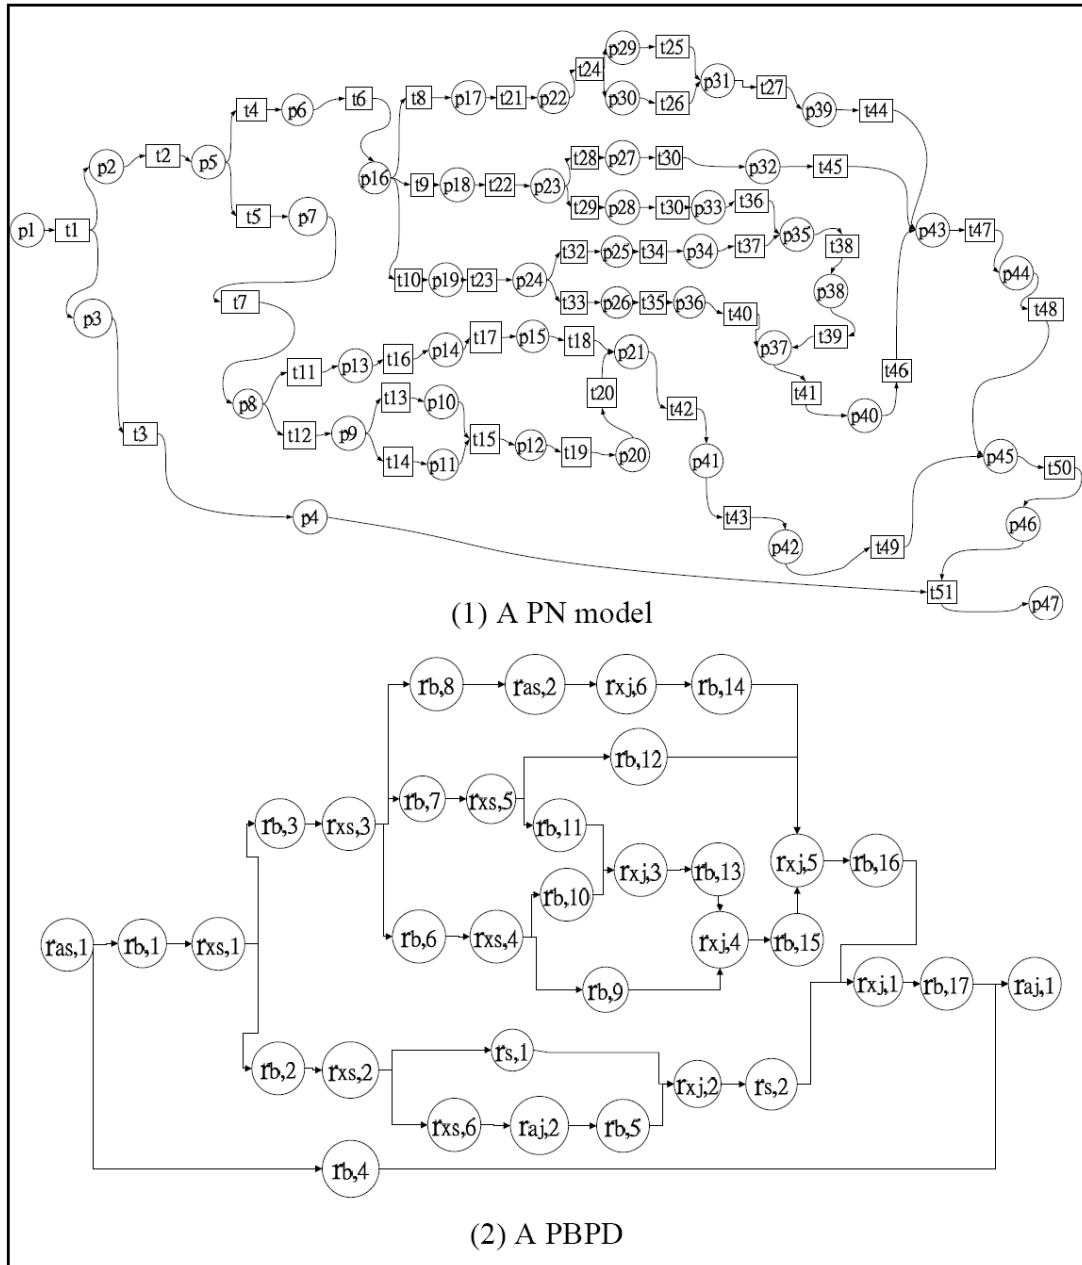 p29 t25
t24 p31
t4 p6 t6 t8 p17 t21 p22 p30 t26 t27 p39 t44
p2 t2 p5
t28 p27 t30 p32 t45
p16 t9 p18 t22 p23
t29 p28 t30 p33 t36
p1 t1 t5 p7 p35 p43 t47
t32 p25 t34 p34 t37 t38
t10 p19 t23 p24 p44
t33 p26 t35 p36 p38
p3 t7 t40 t48
t17 p15 t18 p21 p37 t39
t11 p13 t16 p14 t46
t20 t41
p8 t13 p10 t42 p40
t3 t12 p9 t15 p12 t19 p20 p41 p45 t50
t14 p11
p4 t43 p46
p42 t49
t51 p47
(1) A PN model
rb,8 ras,2 rxj,6 rb,14
rb,12
rb,7 rxs,5
rb,3 rxs,3 rb,11
rxj,3 rb,13 rxj,5 rb,16
rb,10
ras,1 rb,1 rxs,1 rb,6 rxs,4 rxj,4 rb,15
rb,9 rxj,1 rb,17 raj,1
rs,1
rb,2 rxs,2 rxj,2 rs,2
rxs,6 raj,2 rb,5
rb,4
(2) A PBPD